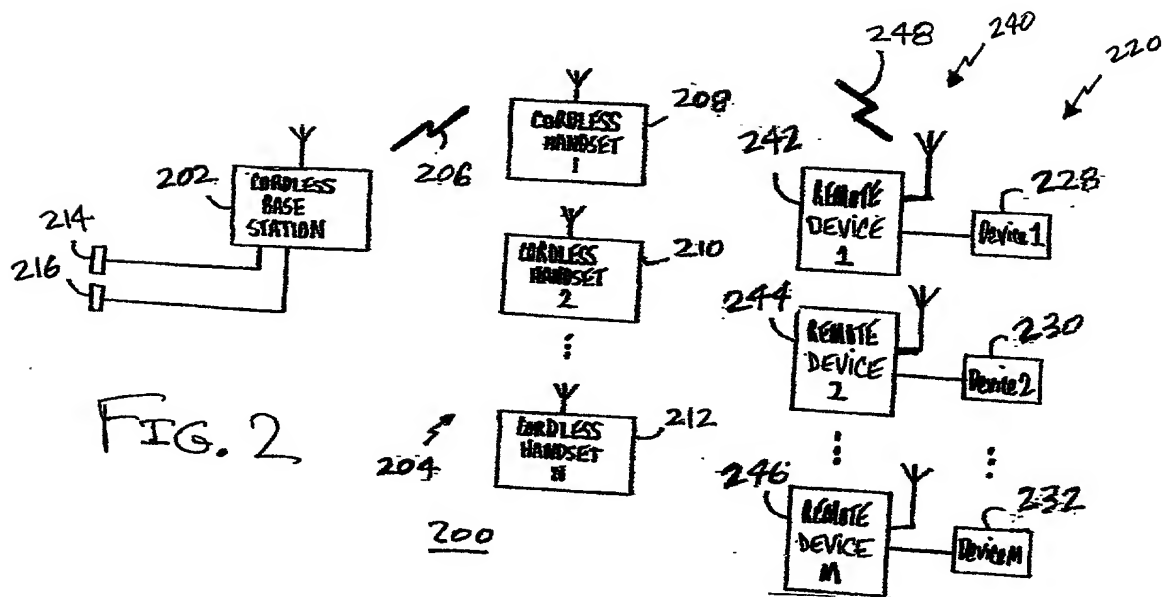 248
240
220
208
CORDLESS
HANDSET
1
206
242
228
202
CORDLESS
BASE
STATION
REMOTE
DEVICE
1
Device 1
214
216
210
CORDLESS
HANDSET
2
244
230
REMOTE
DEVICE
2
Device 2
FIG. 2
204
212
CORDLESS
HANDSET
N
246
232
REMOTE
DEVICE
M
Device M
200